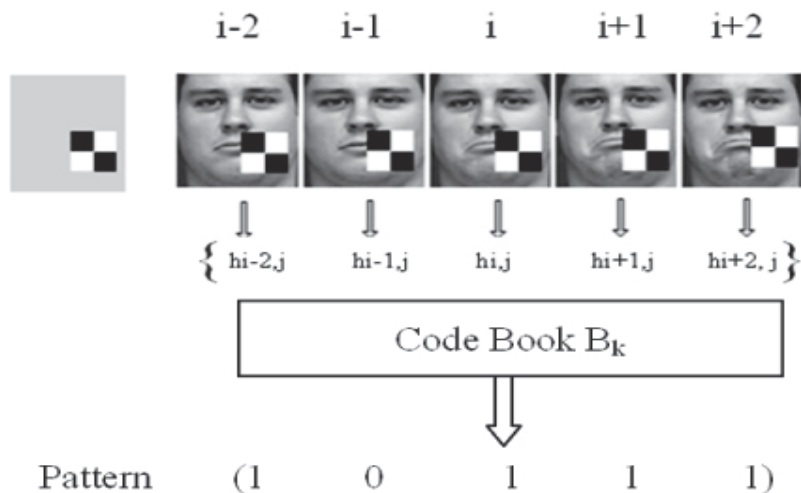 i-2 i-1 i i+1 i+2
{ hi-2,j hi-1,j hi,j hi+1,j hi+2, j }
Code Book Bk
Pattern (1 0 1 1 1)